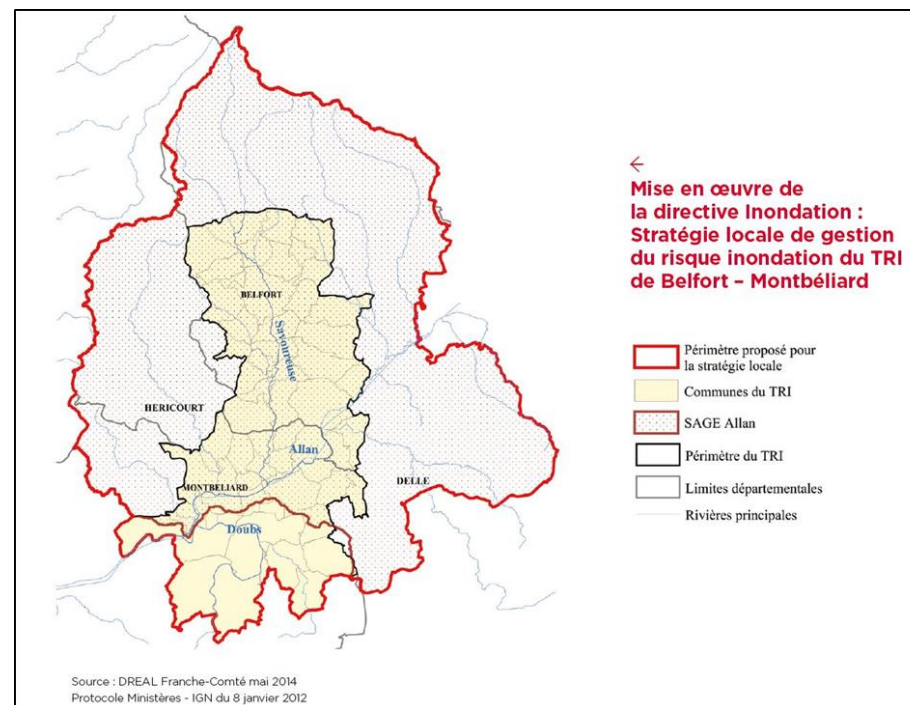 BELFORT
Savoureuse
HERICOURT
Allan
MONTBELIARD
DELLE
Doubs
←
Mise en œuvre de
la directive Inondation :
Stratégie locale de gestion
du risque inondation du TRI
de Belfort – Montbéliard
Périmètre proposé pour
la stratégie locale
Communes du TRI
SAGE Allan
Périmètre du TRI
Limites départementales
Rivières principales
Source : DREAL Franche-Comté mai 2014
Protocole Ministères - IGN du 8 janvier 2012